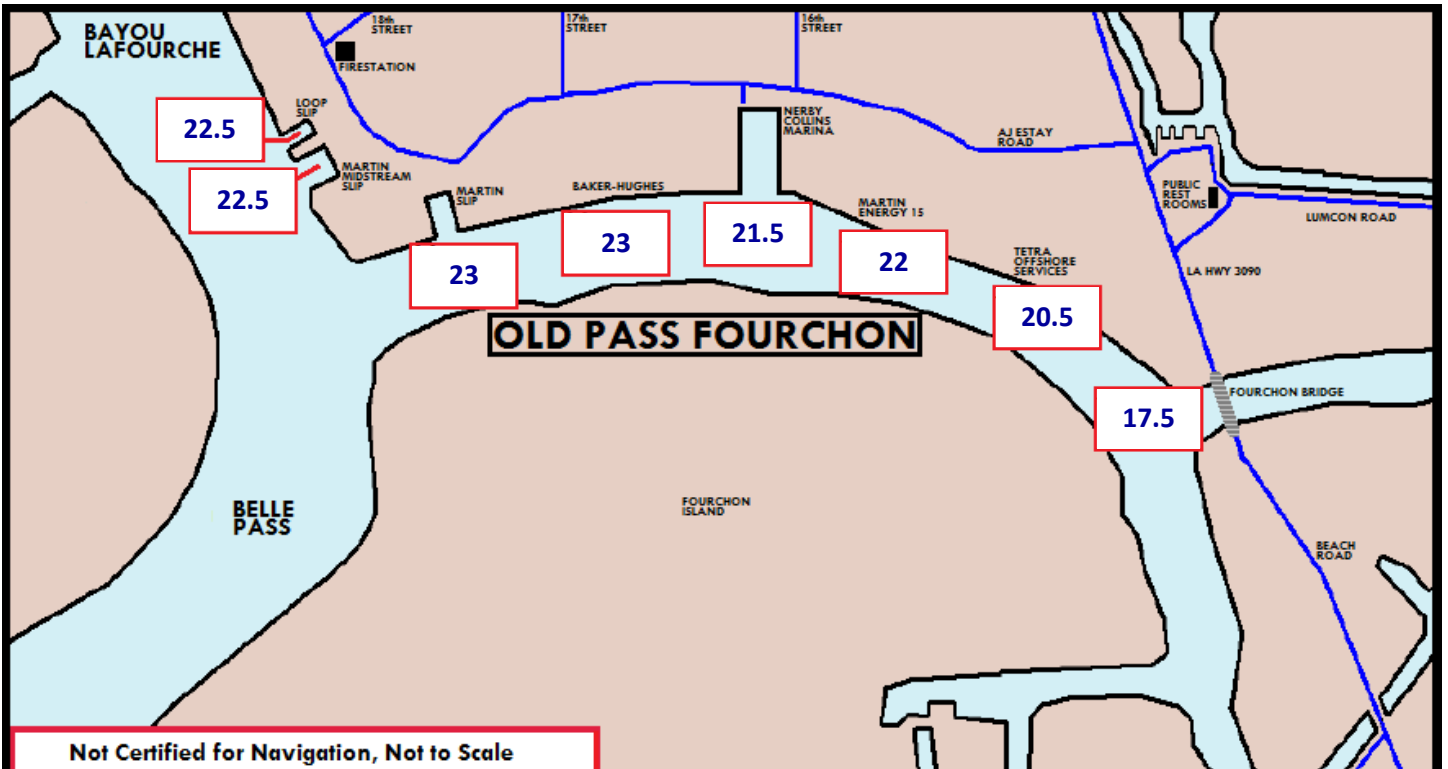 BAYOU
LAFOURCHE
18th
STREET
17th
STREET
16th
STREET
FIRESTATION
LOOP
SLIP
22.5
MARTIN
MIDSTREAM
SLIP
22.5
NERBY
COLLINS
MARINA
AJ ESTAY
ROAD
MARTIN
SLIP
BAKER-HUGHES
MARTIN
ENERGY 15
PUBLIC
REST
ROOMS
LUMCON ROAD
23
23
21.5
22
TETRA
OFFSHORE
SERVICES
LA HWY 3090
20.5
OLD PASS FOURCHON
17.5
FOURCHON BRIDGE
BELLE
PASS
FOURCHON
ISLAND
BEACH
ROAD
Not Certified for Navigation, Not to Scale